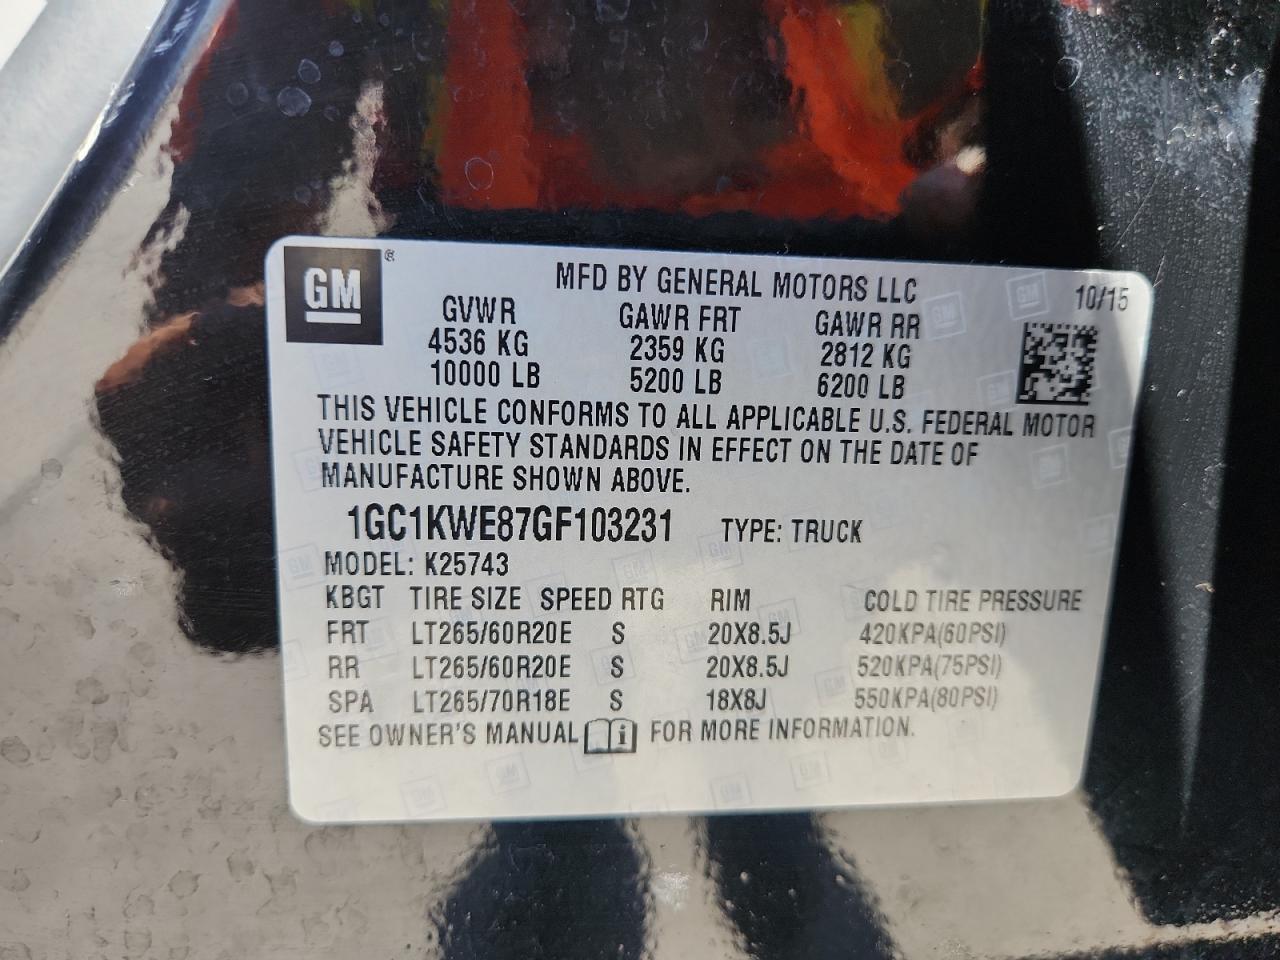 GM ®
MFD BY GENERAL MOTORS LLC
10/15
GVWR GAWR FRT GAWR RR
4536 KG 2359 KG 2812 KG
10000 LB 5200 LB 6200 LB
THIS VEHICLE CONFORMS TO ALL APPLICABLE U.S. FEDERAL MOTOR
VEHICLE SAFETY STANDARDS IN EFFECT ON THE DATE OF
MANUFACTURE SHOWN ABOVE.
1GC1KWE87GF103231 TYPE: TRUCK
MODEL: K25743
KBGT TIRE SIZE SPEED RTG RIM COLD TIRE PRESSURE
FRT LT265/60R20E S 20X8.5J 420KPA(60PSI)
RR LT265/60R20E S 20X8.5J 520KPA(75PSI)
SPA LT265/70R18E S 18X8J 550KPA(80PSI)
SEE OWNER'S MANUAL i FOR MORE INFORMATION.